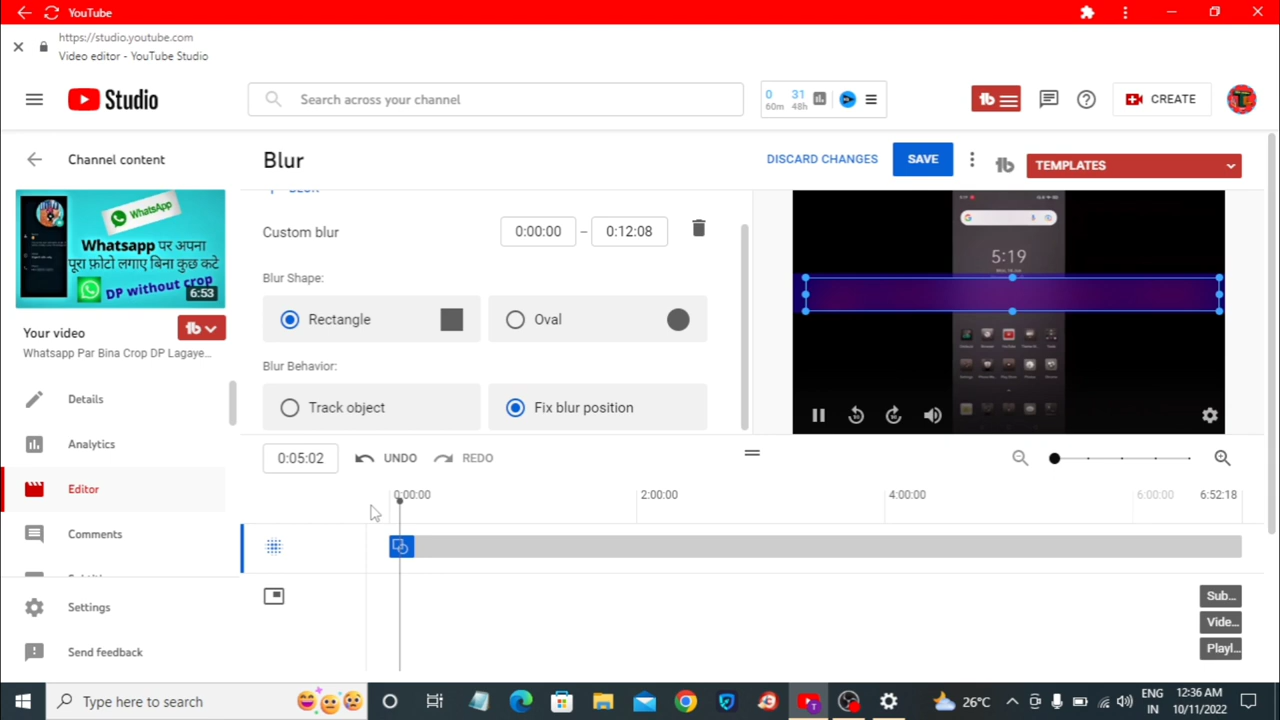 YouTube
https://studio.youtube.com
Video editor - YouTube Studio
Studio
Search across your channel
0 31
60m 48h
tb
CREATE
T
Channel content
Blur
DISCARD CHANGES
SAVE
tb
TEMPLATES
WhatsApp
Whatsapp पर अपना
पूरा फ़ोटो लगाए बिना कुछ कटे
DP without crop
6:53
BLUR
Custom blur
0:00:00 – 0:12:08
Blur Shape:
Rectangle
Oval
Blur Behavior:
Track object
Fix blur position
5:19
Your video
tb
Whatsapp Par Bina Crop DP Lagaye...
Details
Analytics
Editor
Comments
Settings
Send feedback
0:05:02
UNDO
REDO
0:00:00
2:00:00
4:00:00
6:00:00
6:52:18
Sub...
Vide...
Playl...
Type here to search
26°C
ENG
IN
12:36 AM
10/11/2022